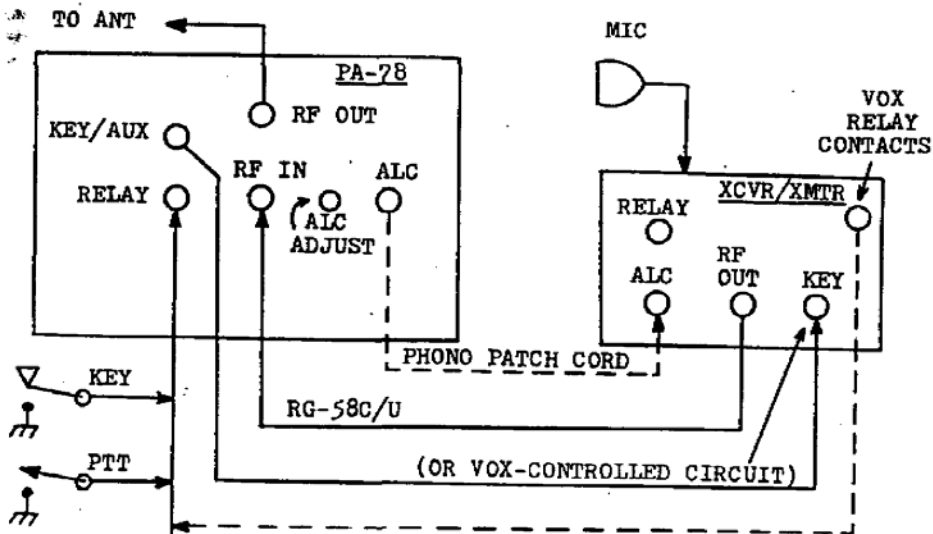 TO ANT
PA-78
RF OUT
KEY/AUX
RELAY
RF IN
ALC
ALC
ADJUST
MIC
VOX
RELAY
CONTACTS
XCVR/XMTR
RELAY
ALC
RF
OUT
KEY
PHONO PATCH CORD
KEY
RG-58C/U
PTT
(OR VOX-CONTROLLED CIRCUIT)